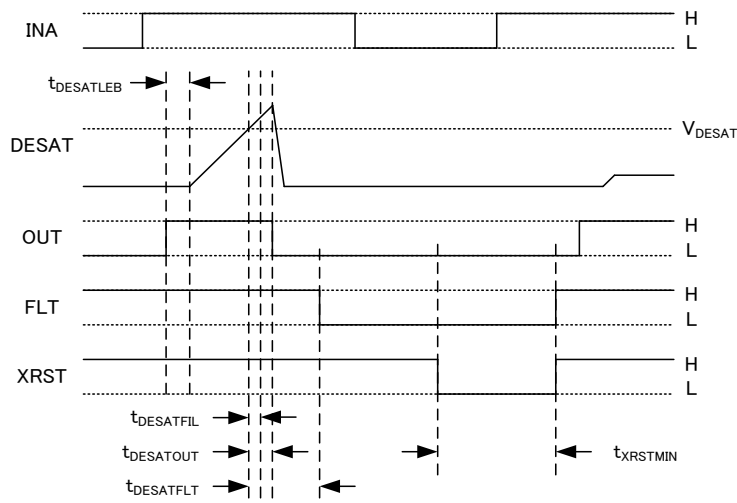 INA
H
L
tDESATLEB
DESAT
VDESAT
OUT
H
L
FLT
H
L
XRST
H
L
tDESATFIL
tDESATOUT
tXRSTMIN
tDESATFLT